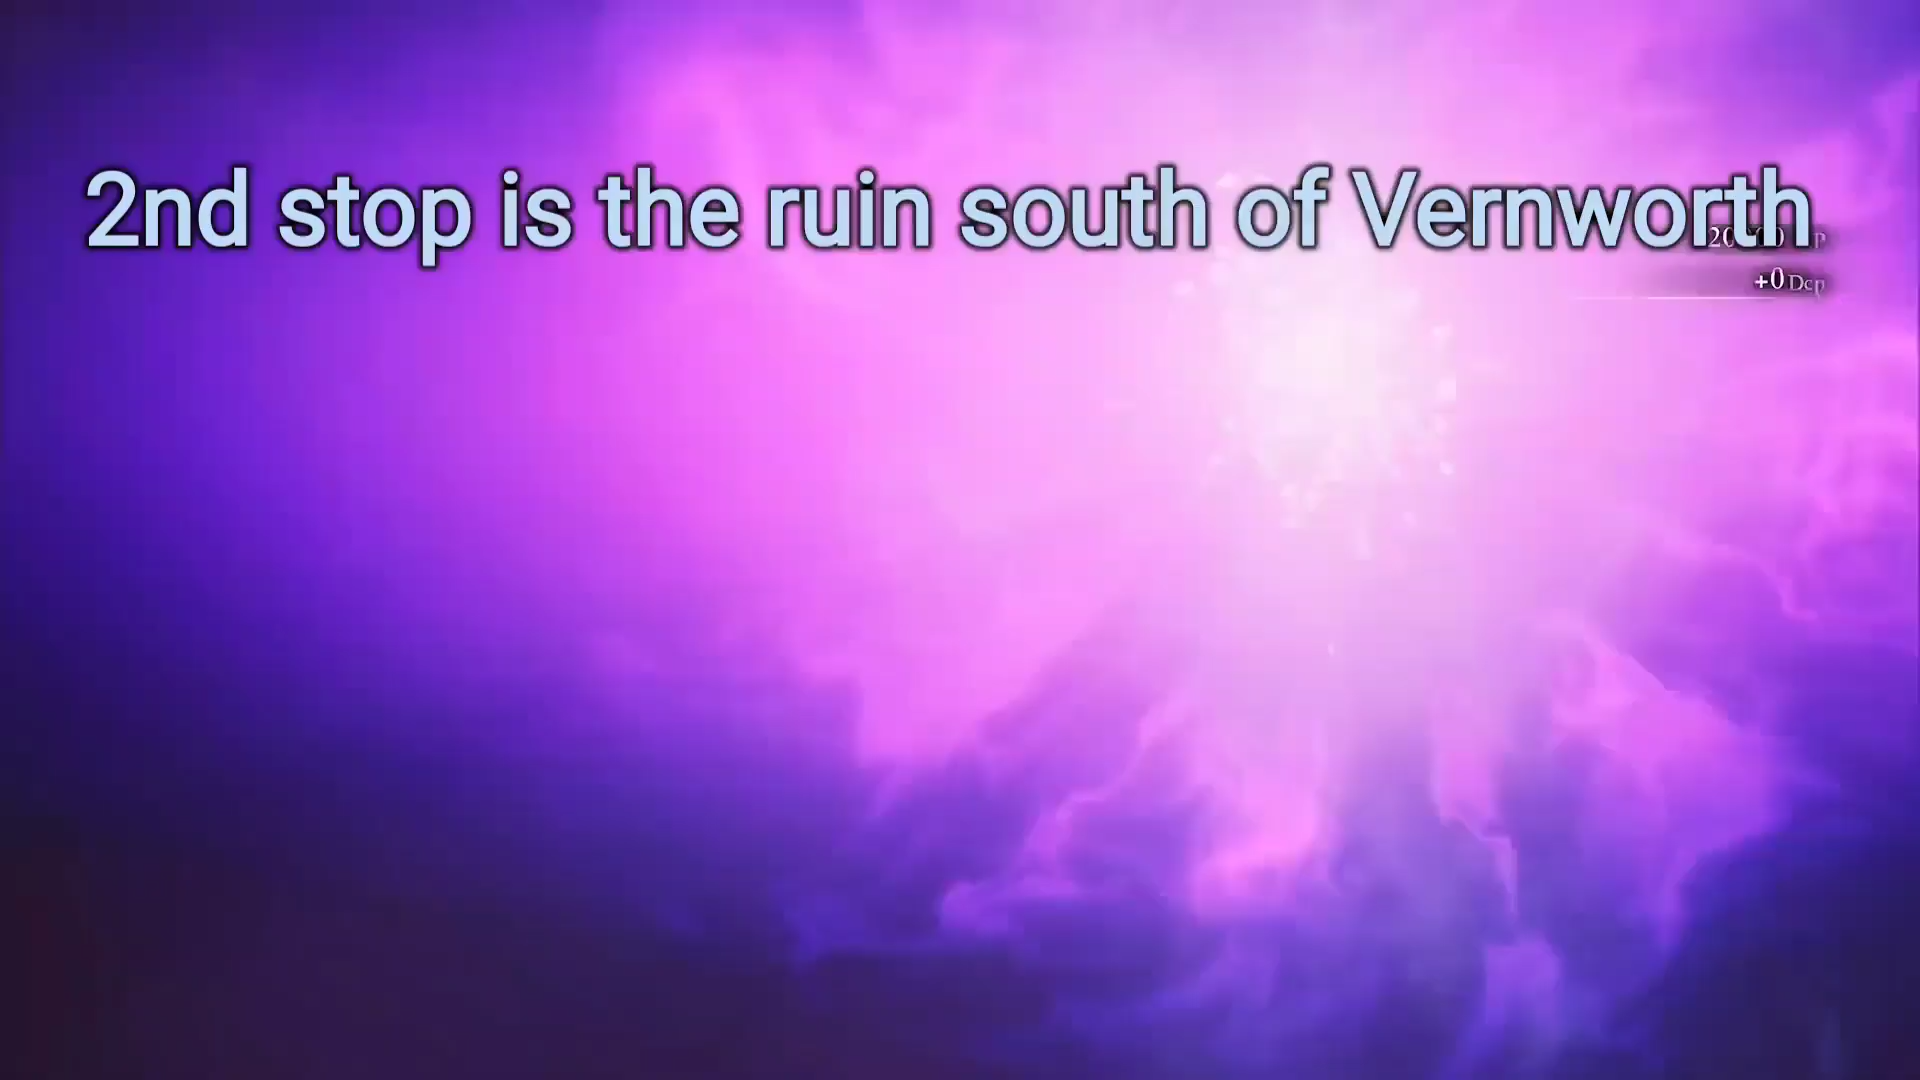 2nd stop is the ruin south of Vernworth
+0 Dcp